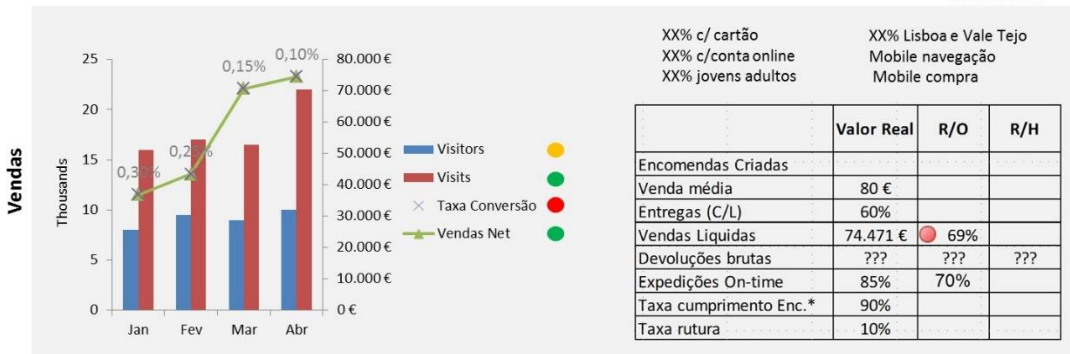 Vendas
25
20
15
10
5
0
Thousands
0,30%
0,25%
0,15%
0,10%
80.000 €
70.000 €
60.000 €
50.000 €
40.000 €
30.000 €
20.000 €
10.000 €
0 €
Jan Fev Mar Abr
Visitors
Visits
Taxa Conversão
Vendas Net
XX% c/ cartão
XX% c/conta online
XX% jovens adultos
XX% Lisboa e Vale Tejo
Mobile navegação
Mobile compra
Valor Real R/O R/H
Encomendas Criadas
Venda média 80 €
Entregas (C/L) 60%
Vendas Liquidas 74.471 € 69%
Devoluções brutas ??? ??? ???
Expedições On-time 85% 70%
Taxa cumprimento Enc.* 90%
Taxa rutura 10%